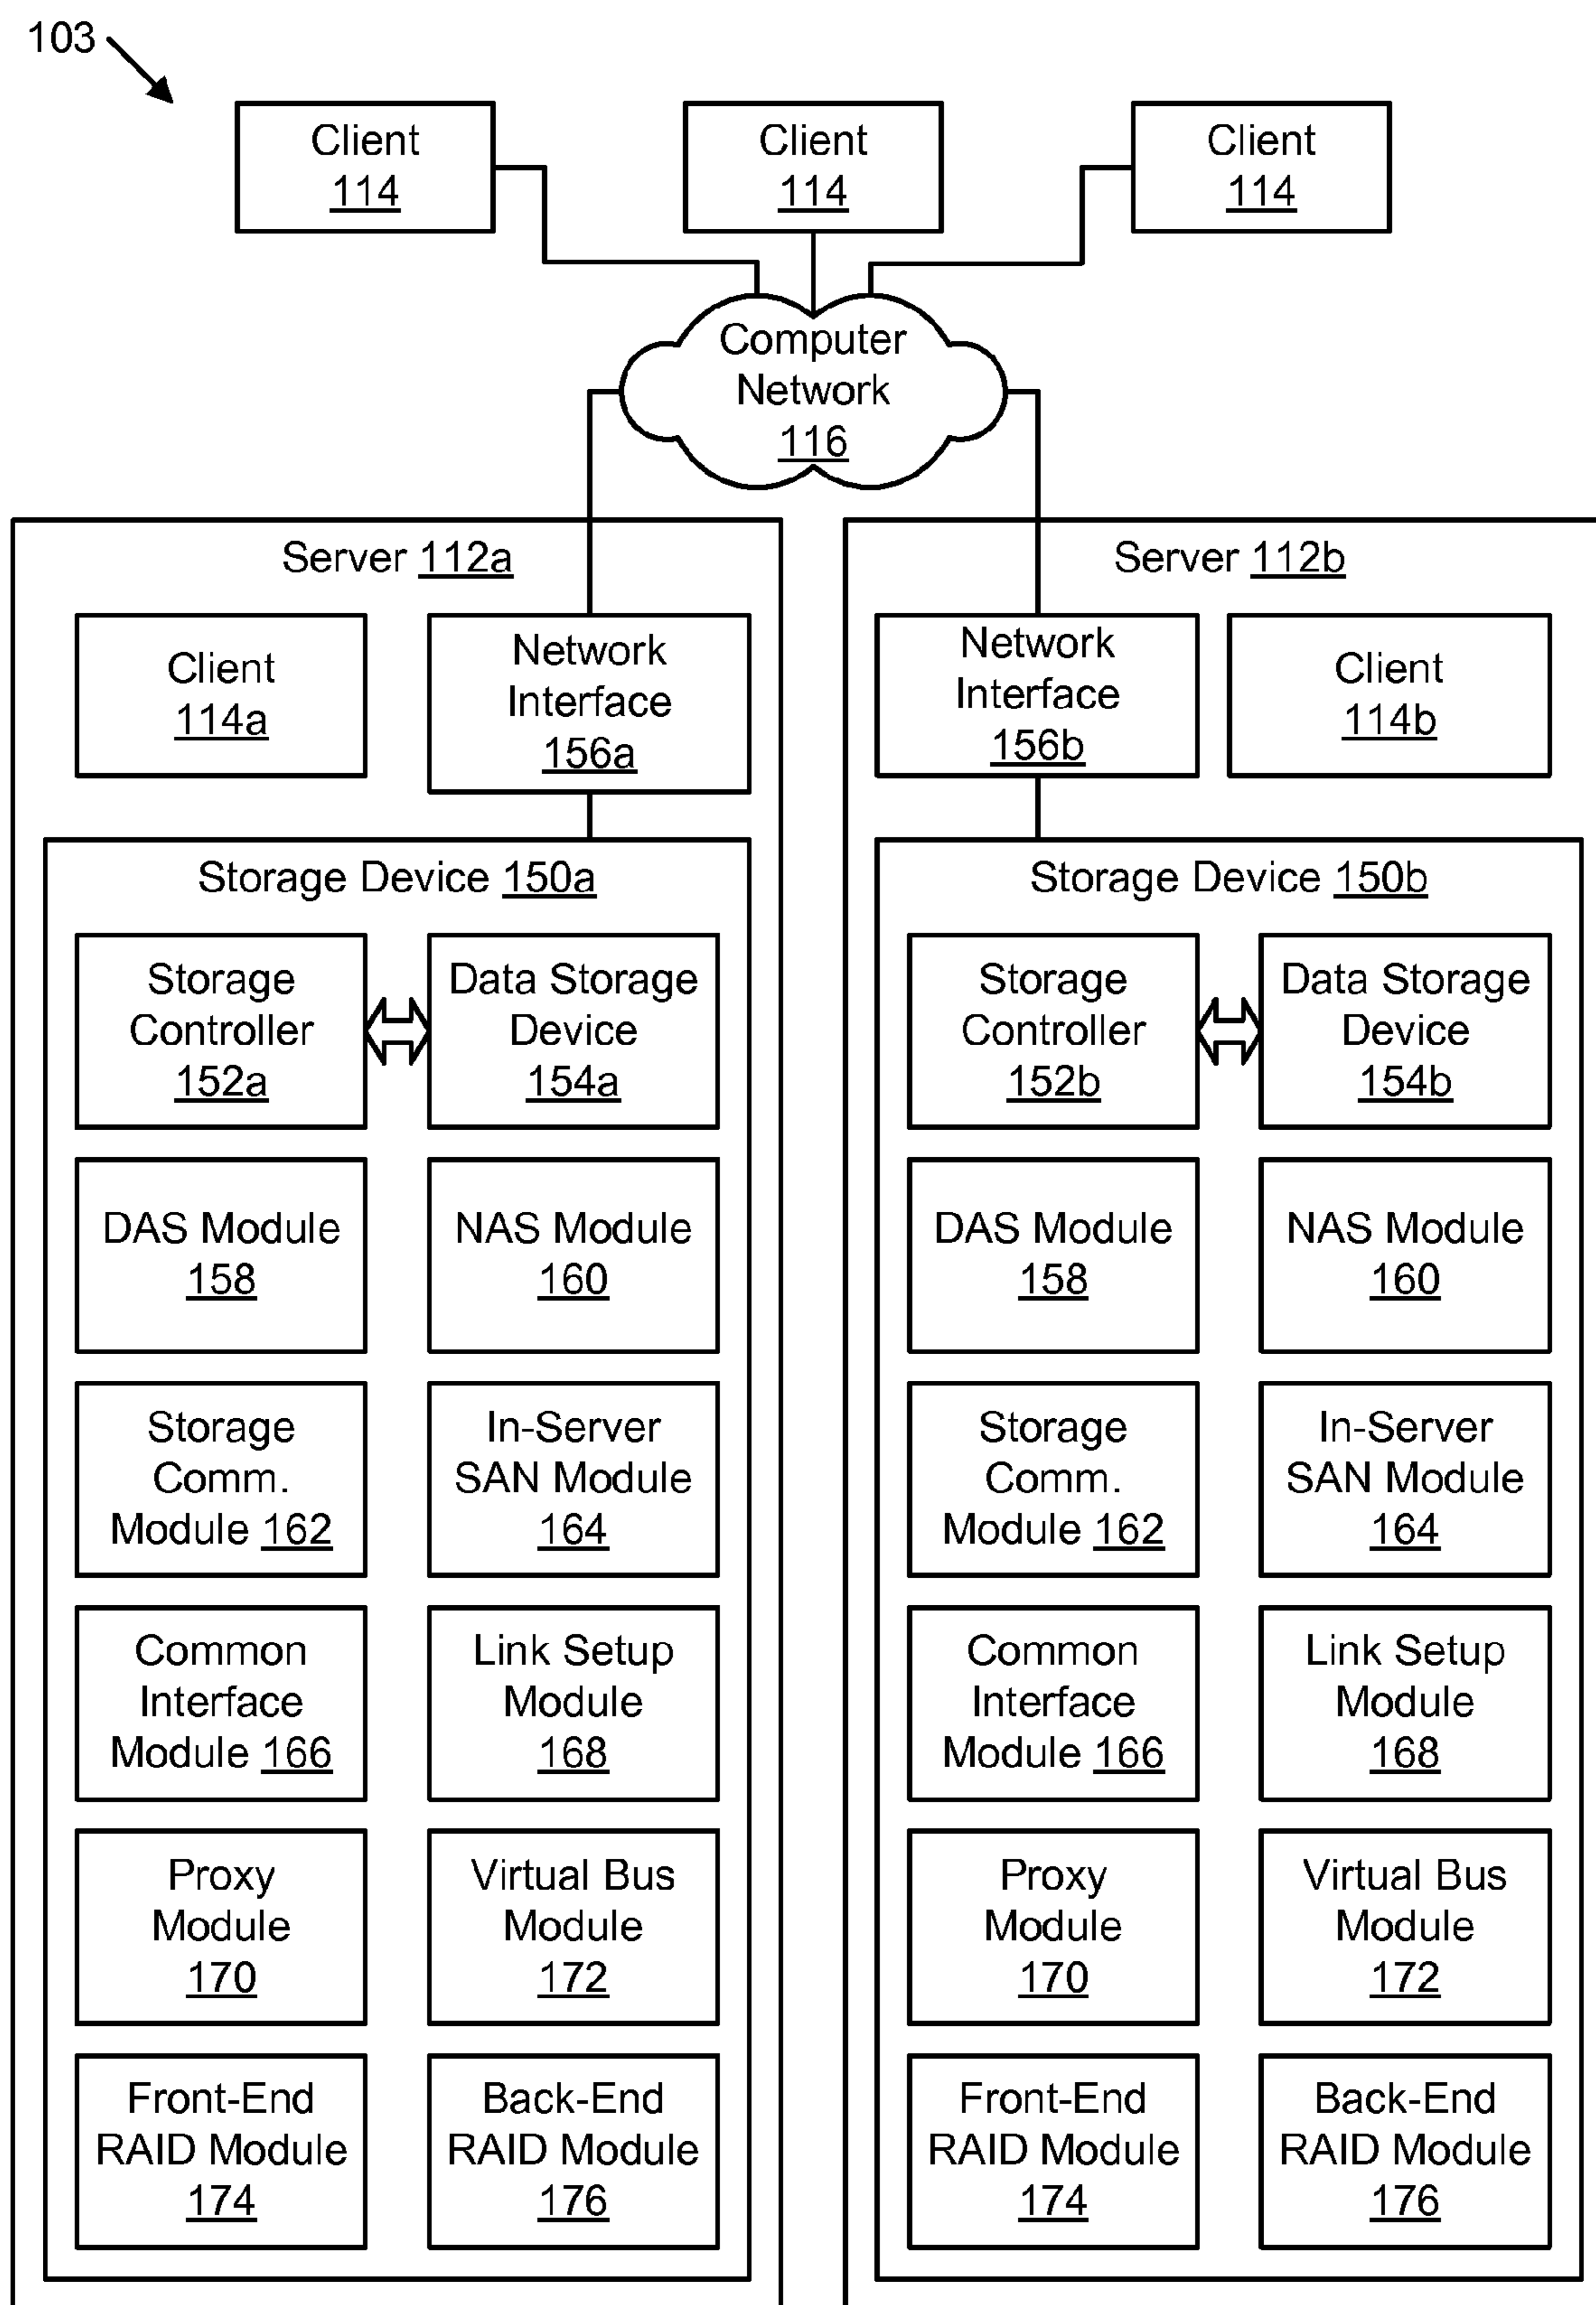 103
Client
114
Client
114
Client
114
Computer
Network
116
Server 112a
Client
114a
Network
Interface
156a
Storage Device 150a
Storage
Controller
152a
Data Storage
Device
154a
DAS Module
158
NAS Module
160
Storage
Comm.
Module 162
In-Server
SAN Module
164
Common
Interface
Module 166
Link Setup
Module
168
Proxy
Module
170
Virtual Bus
Module
172
Front-End
RAID Module
174
Back-End
RAID Module
176
Server 112b
Network
Interface
156b
Client
114b
Storage Device 150b
Storage
Controller
152b
Data Storage
Device
154b
DAS Module
158
NAS Module
160
Storage
Comm.
Module 162
In-Server
SAN Module
164
Common
Interface
Module 166
Link Setup
Module
168
Proxy
Module
170
Virtual Bus
Module
172
Front-End
RAID Module
174
Back-End
RAID Module
176